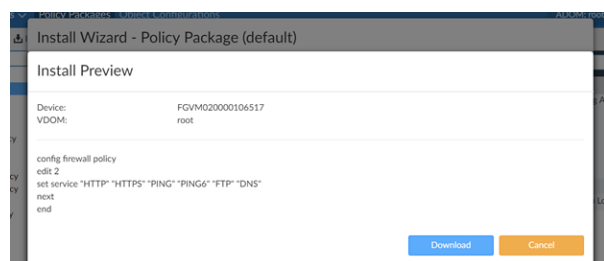 Policy Packages Object Configurations
ADOM: root
Install Wizard - Policy Package (default)
Install Preview
Device: FGVM020000106517
VDOM: root
config firewall policy
edit 2
set service "HTTP" "HTTPS" "PING" "PING6" "FTP" "DNS"
next
end
Download Cancel